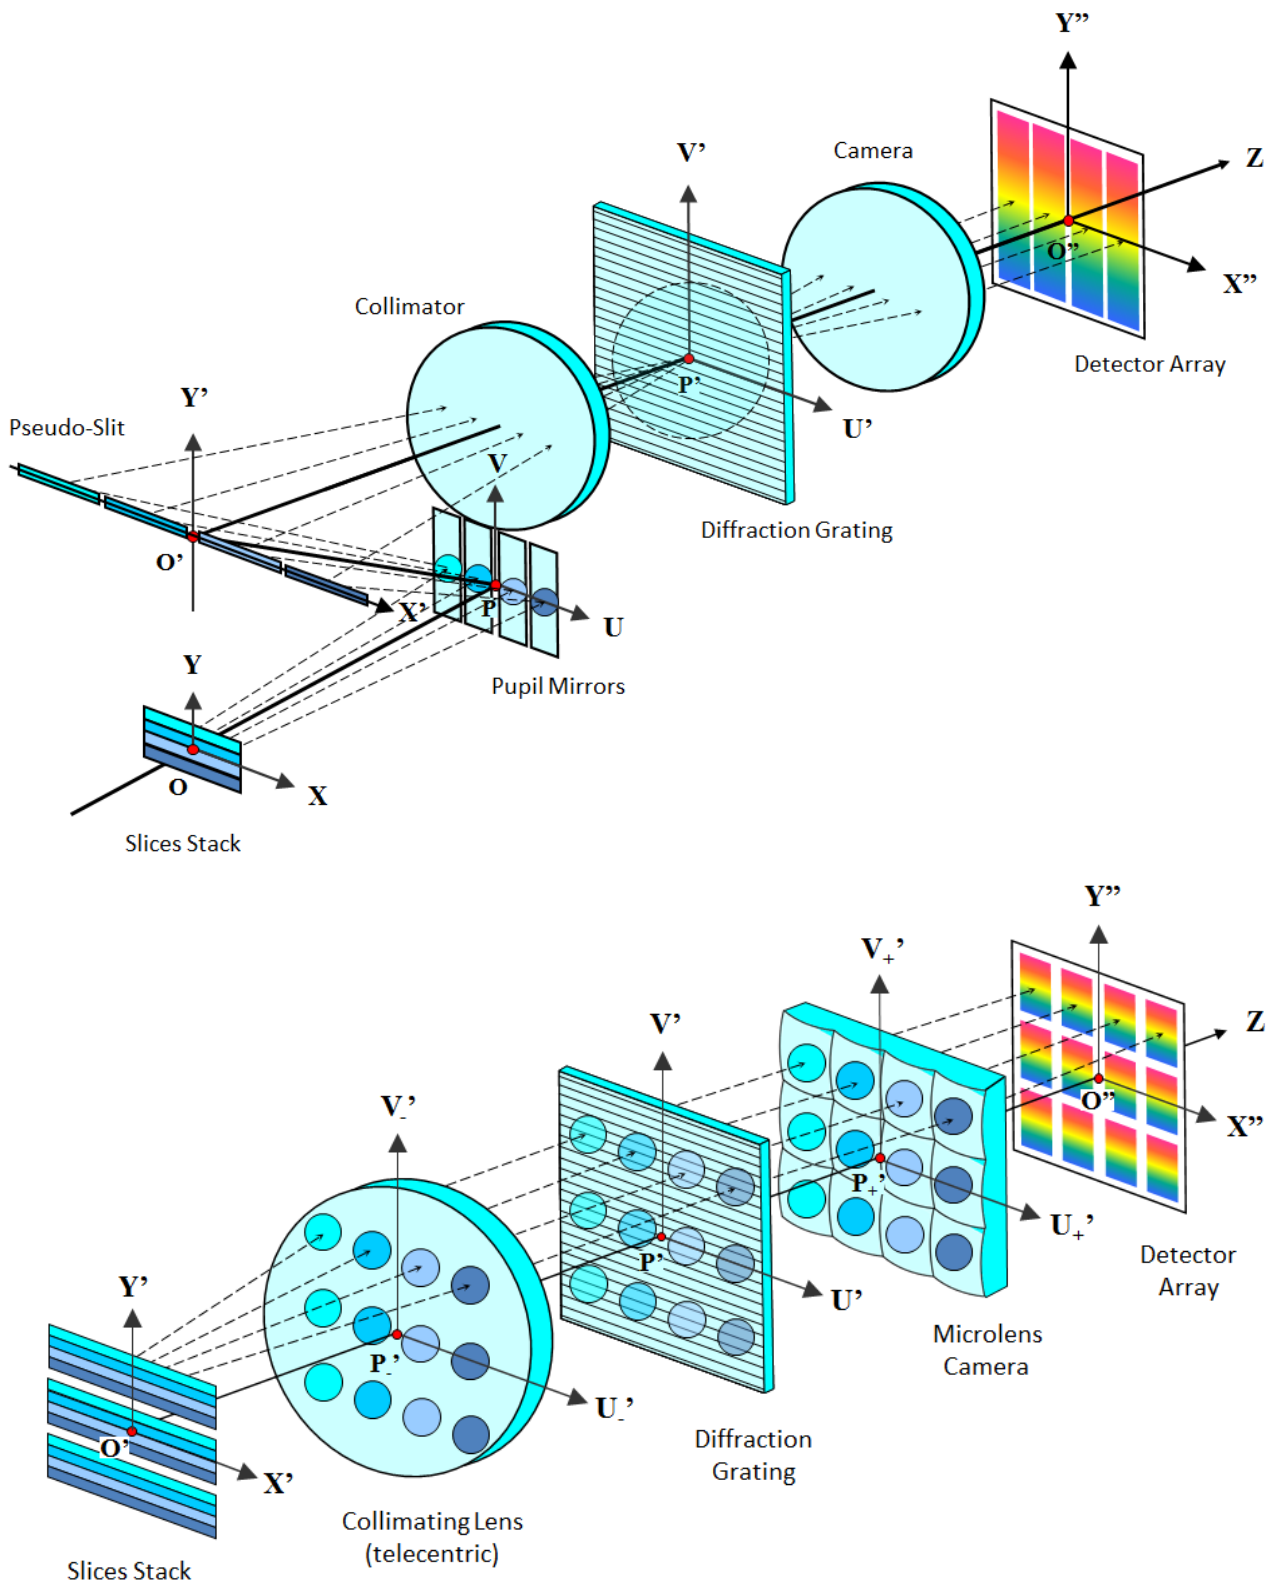 Y”
Camera
V’
Z
O”
X”
Collimator
Detector Array
Y’
P’
U’
Pseudo-Slit
V
Diffraction Grating
O’
X’
P
U
Y
Pupil Mirrors
O
X
Slices Stack
Y”
V₊’
V’
Z
V₋’
O”
X”
P₊’
U₊’
P’
Detector
Array
Y’
U’
Microlens
Camera
P₋’
U₋’
O’
X’
Diffraction
Grating
Collimating Lens
(telecentric)
Slices Stack